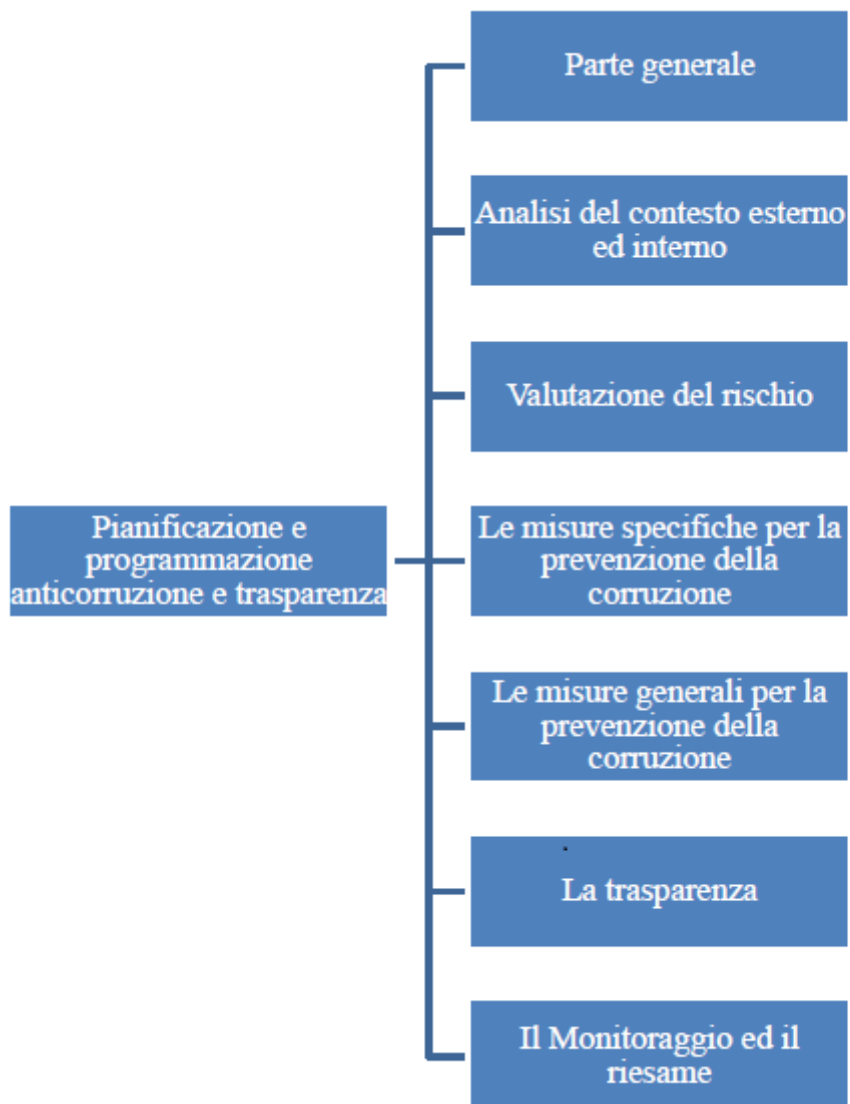 Parte generale
Analisi del contesto esterno
ed interno
Valutazione del rischio
Pianificazione e
programmazione
anticorruzione e trasparenza
Le misure specifiche per la
prevenzione della
corruzione
Le misure generali per la
prevenzione della
corruzione
La trasparenza
Il Monitoraggio ed il
riesame